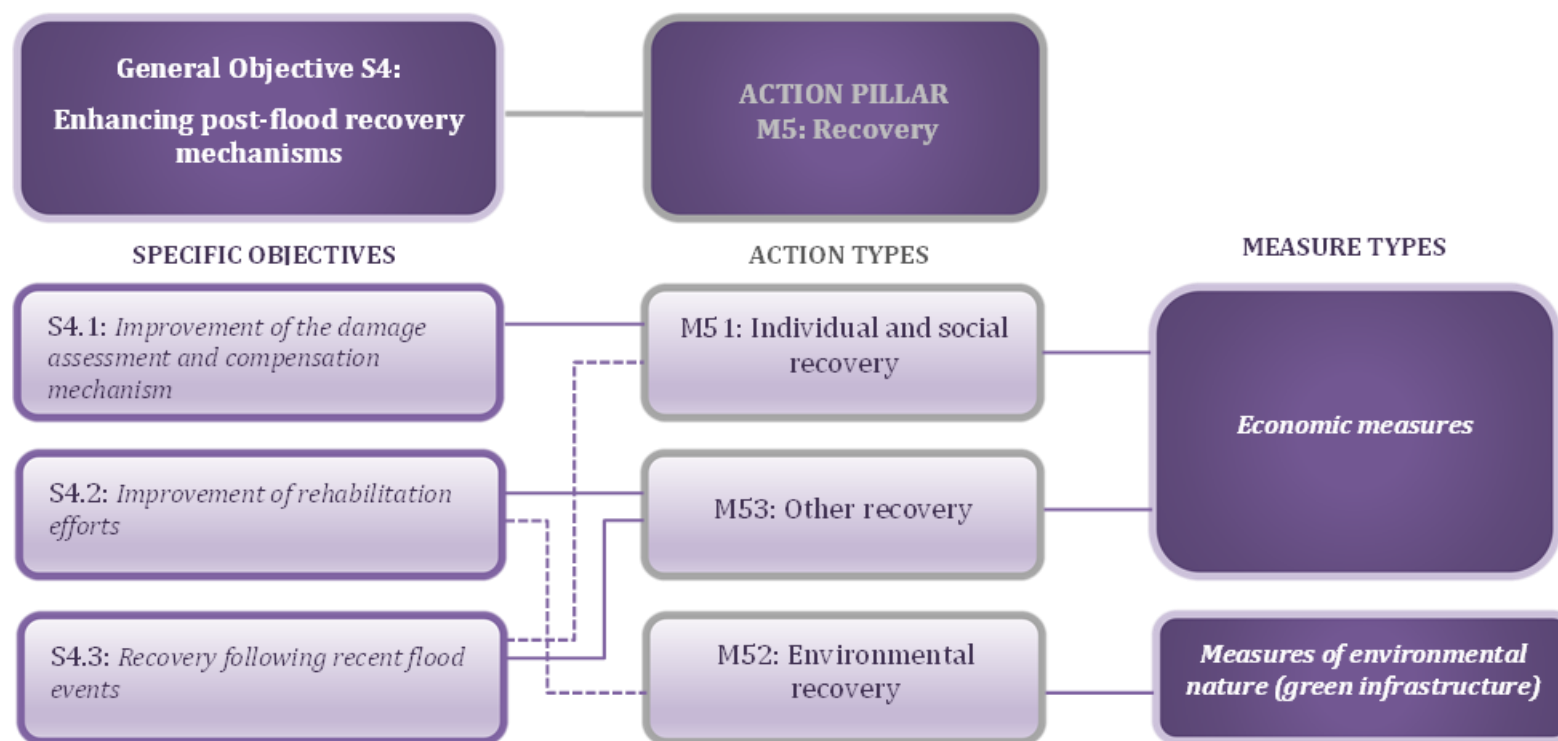 General Objective S4:
Enhancing post-flood recovery
mechanisms
ACTION PILLAR
M5: Recovery
SPECIFIC OBJECTIVES
ACTION TYPES
MEASURE TYPES
S4.1: Improvement of the damage
assessment and compensation
mechanism
M51: Individual and social
recovery
Economic measures
S4.2: Improvement of rehabilitation
efforts
M53: Other recovery
S4.3: Recovery following recent flood
events
M52: Environmental
recovery
Measures of environmental
nature (green infrastructure)